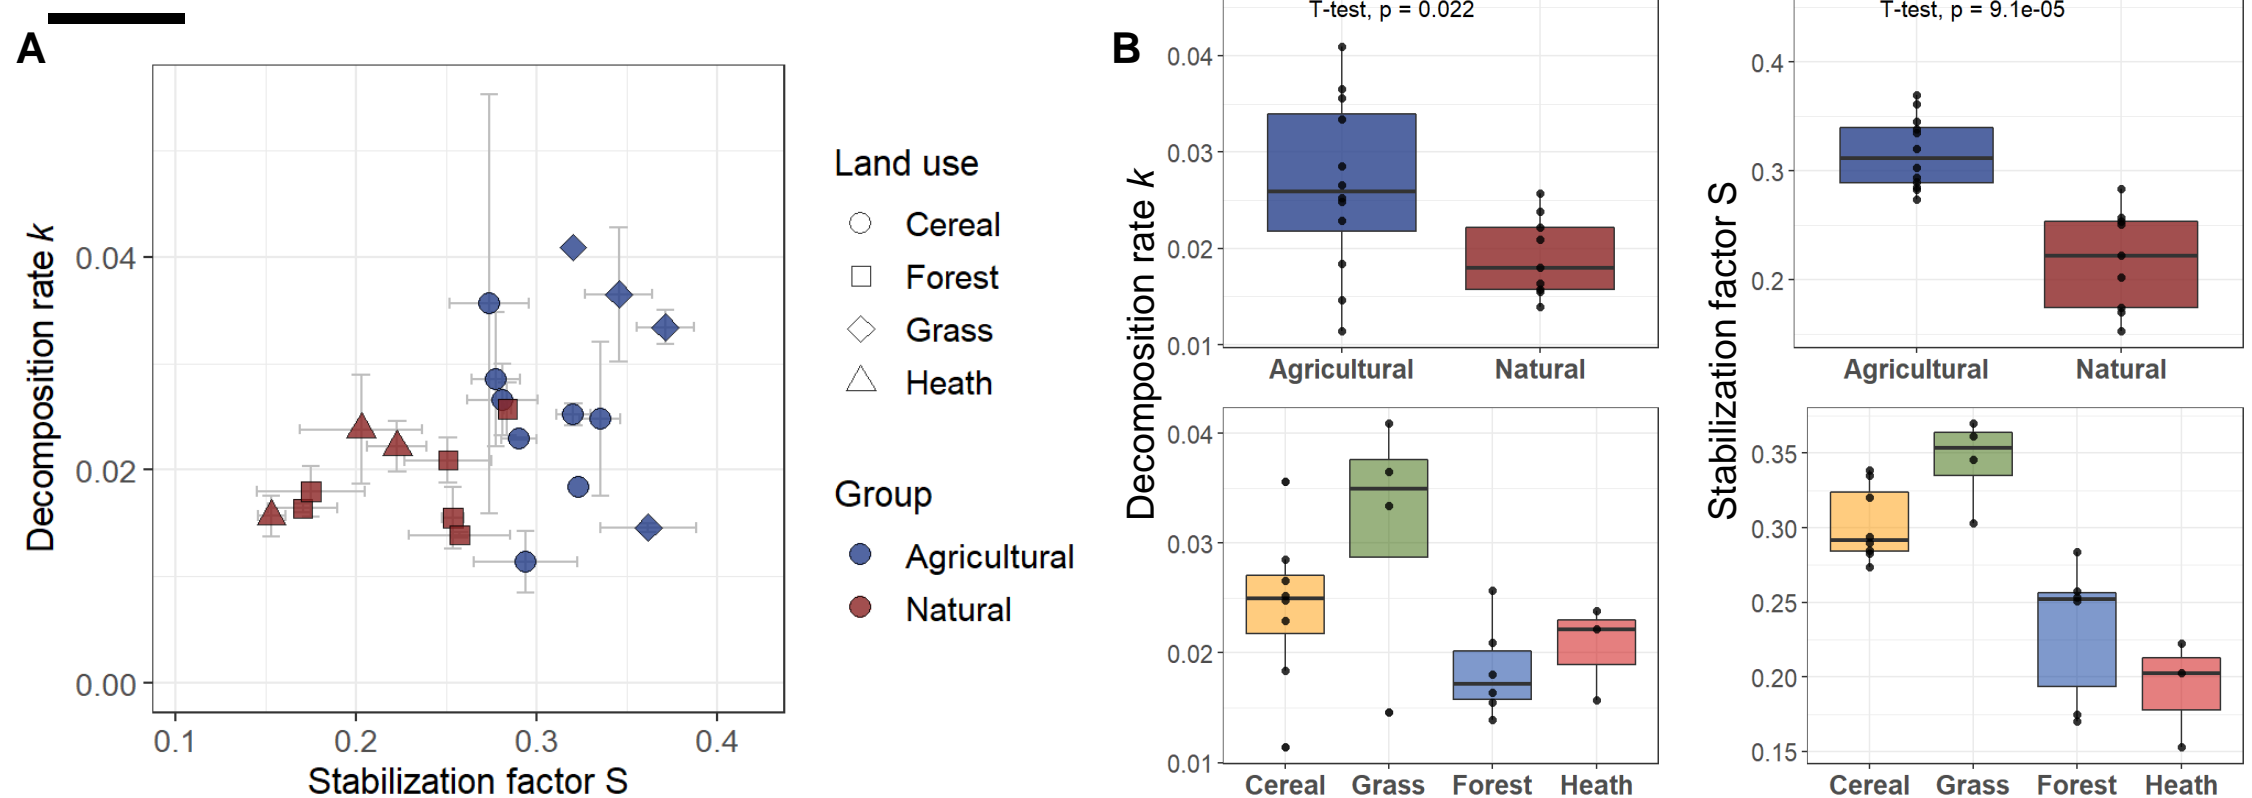 A
Decomposition rate k
0.04
0.02
0.00
0.1 0.2 0.3 0.4
Stabilization factor S
Land use
Cereal
Forest
Grass
Heath
Group
Agricultural
Natural
B
Decomposition rate k
T-test, p = 0.022
0.04
0.03
0.02
0.01
Agricultural Natural
0.04
0.03
0.02
0.01
Cereal Grass Forest Heath
Stabilization factor S
T-test, p = 9.1e-05
0.4
0.3
0.2
Agricultural Natural
0.35
0.30
0.25
0.20
0.15
Cereal Grass Forest Heath